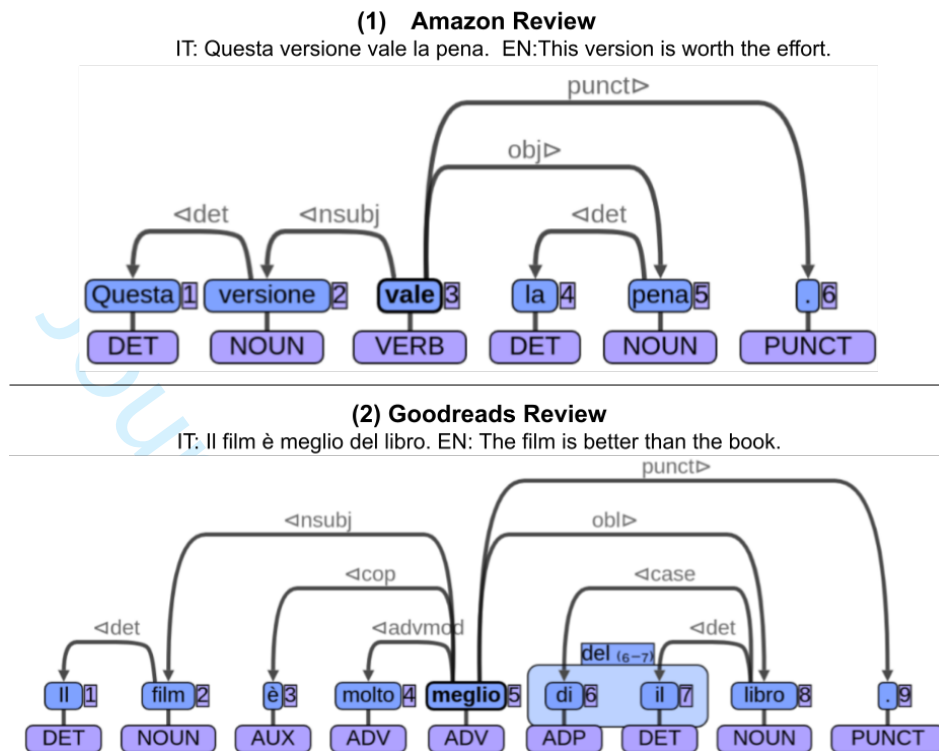 (1) Amazon Review
IT: Questa versione vale la pena. EN:This version is worth the effort.
punct⊳
obj⊳
⊲det ⊲nsubj ⊲det
Questa 1 versione 2 vale 3 la 4 pena 5 . 6
DET NOUN VERB DET NOUN PUNCT
(2) Goodreads Review
IT: Il film è meglio del libro. EN: The film is better than the book.
punct⊳
⊲nsubj obl⊳
⊲cop ⊲case
⊲det ⊲advmod ⊲det
del (6–7)
Il 1 film 2 è 3 molto 4 meglio 5 di 6 il 7 libro 8 . 9
DET NOUN AUX ADV ADV ADP DET NOUN PUNCT